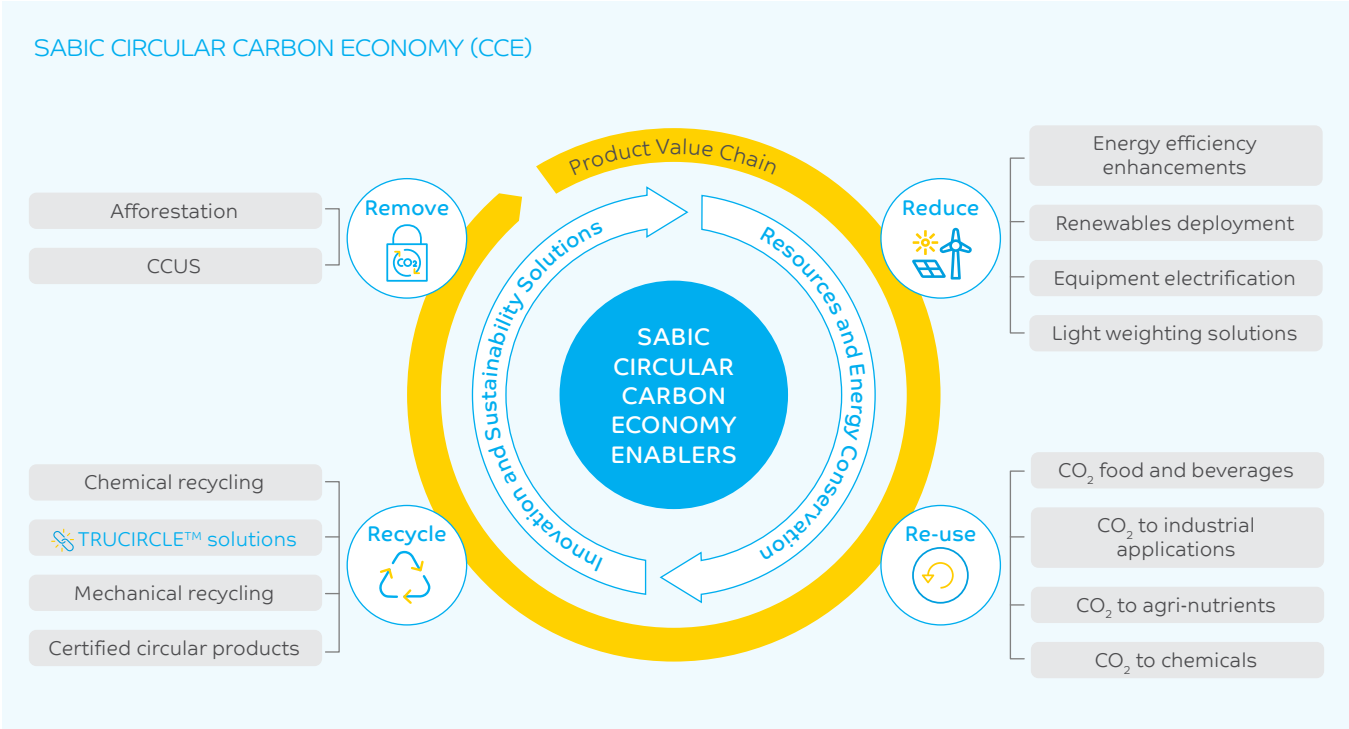 SABIC CIRCULAR CARBON ECONOMY (CCE)
Product Value Chain
Remove
CO2
Afforestation
CCUS
Reduce
Energy efficiency
enhancements
Renewables deployment
Equipment electrification
Light weighting solutions
Innovation and Sustainability Solutions
Resources and Energy Conservation
SABIC
CIRCULAR
CARBON
ECONOMY
ENABLERS
Recycle
Chemical recycling
TRUCIRCLE™ solutions
Mechanical recycling
Certified circular products
Re-use
CO₂ food and beverages
CO₂ to industrial
applications
CO₂ to agri-nutrients
CO₂ to chemicals